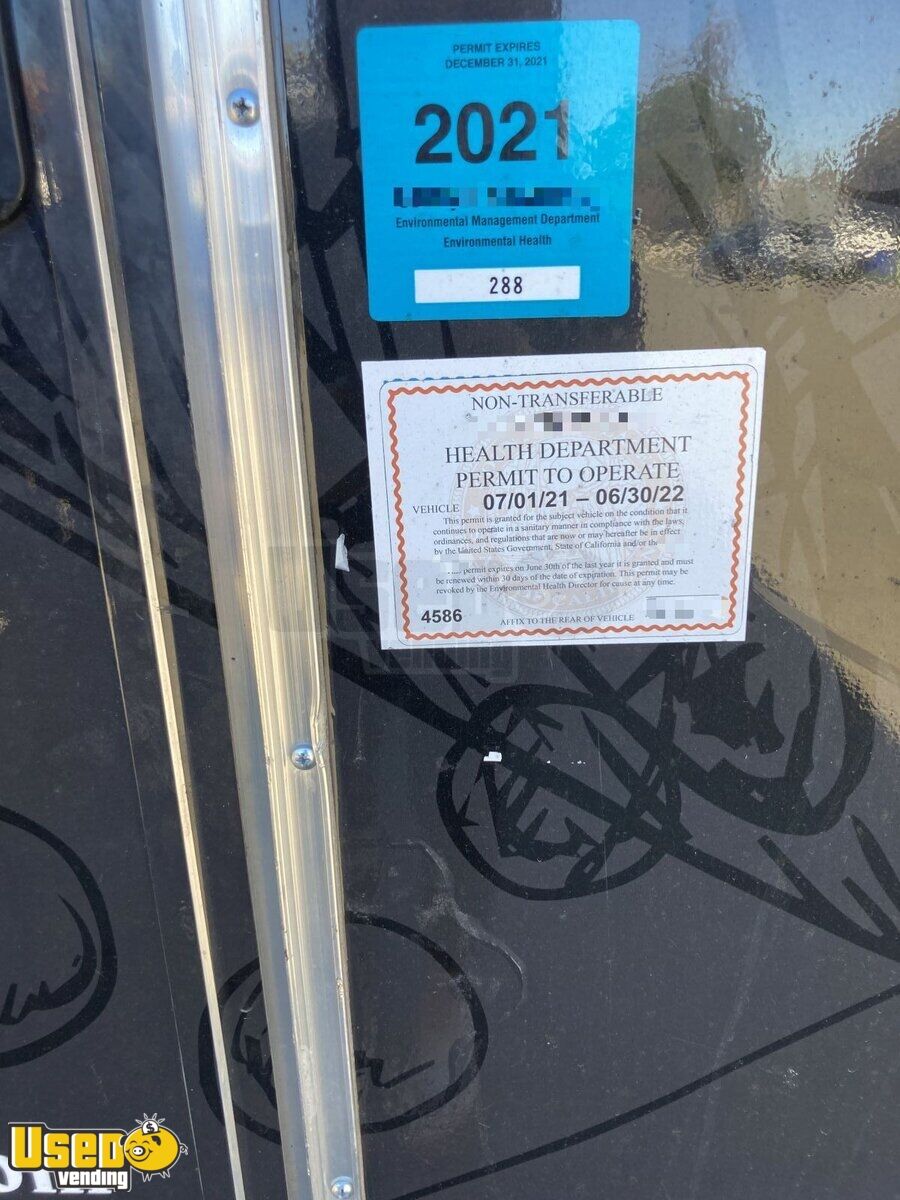 PERMIT EXPIRES
DECEMBER 31, 2021
2021
Environmental Management Department
Environmental Health
288
NON-TRANSFERABLE
HEALTH DEPARTMENT
PERMIT TO OPERATE
VEHICLE 07/01/21 – 06/30/22
This permit is granted for the subject vehicle on the condition that it
continues to operate in a sanitary manner in compliance with the laws,
ordinances, and regulations that are now or may hereafter be in effect
by the United States Government, State of California and/or the
permit expires on June 30th of the last year it is granted and must
be renewed within 30 days of the date of expiration. This permit may be
revoked by the Environmental Health Director for cause at any time.
4586 AFFIX TO THE REAR OF VEHICLE
vending
USED
vending